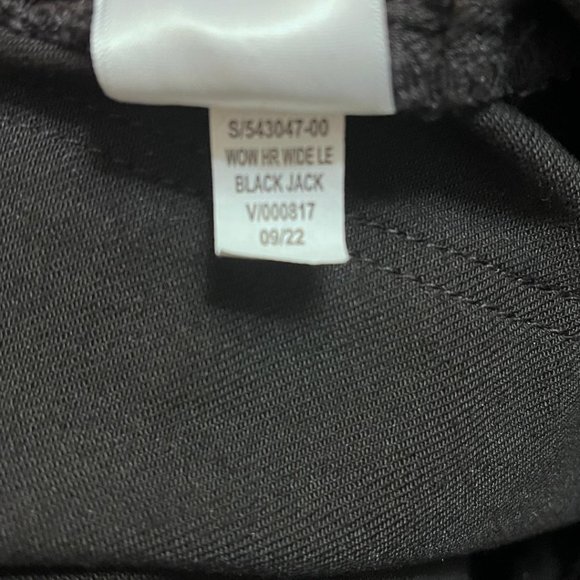 S/543047-00
WOW HR WIDE LE
BLACK JACK
V/000817
09/22